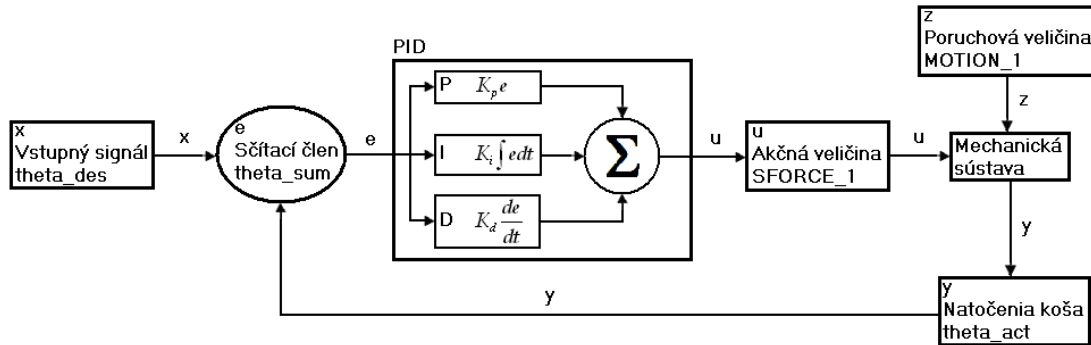 x
Vstupný signál
theta_des
x
e
Sčítací člen
theta_sum
e
PID
P K_p e
I K_i ∫ edt
D K_d de/dt
Σ
u
u
Akčná veličina
SFORCE_1
u
z
Poruchová veličina
MOTION_1
z
Mechanická
sústava
y
y
Natočenia koša
theta_act
y